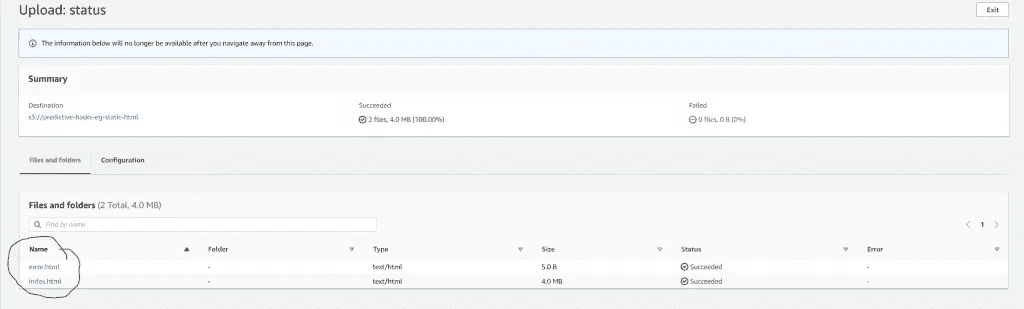 Upload: status
Exit
The information below will no longer be available after you navigate away from this page.
Summary
Destination Succeeded Failed
s3://predictive-hacks-eg-static-html 2 files, 4.0 MB (100.00%) 0 files, 0 B (0%)
Files and folders Configuration
Files and folders (2 Total, 4.0 MB)
Find by name 1
Name Folder Type Size Status Error
error.html - text/html 5.0 B Succeeded -
index.html - text/html 4.0 MB Succeeded -